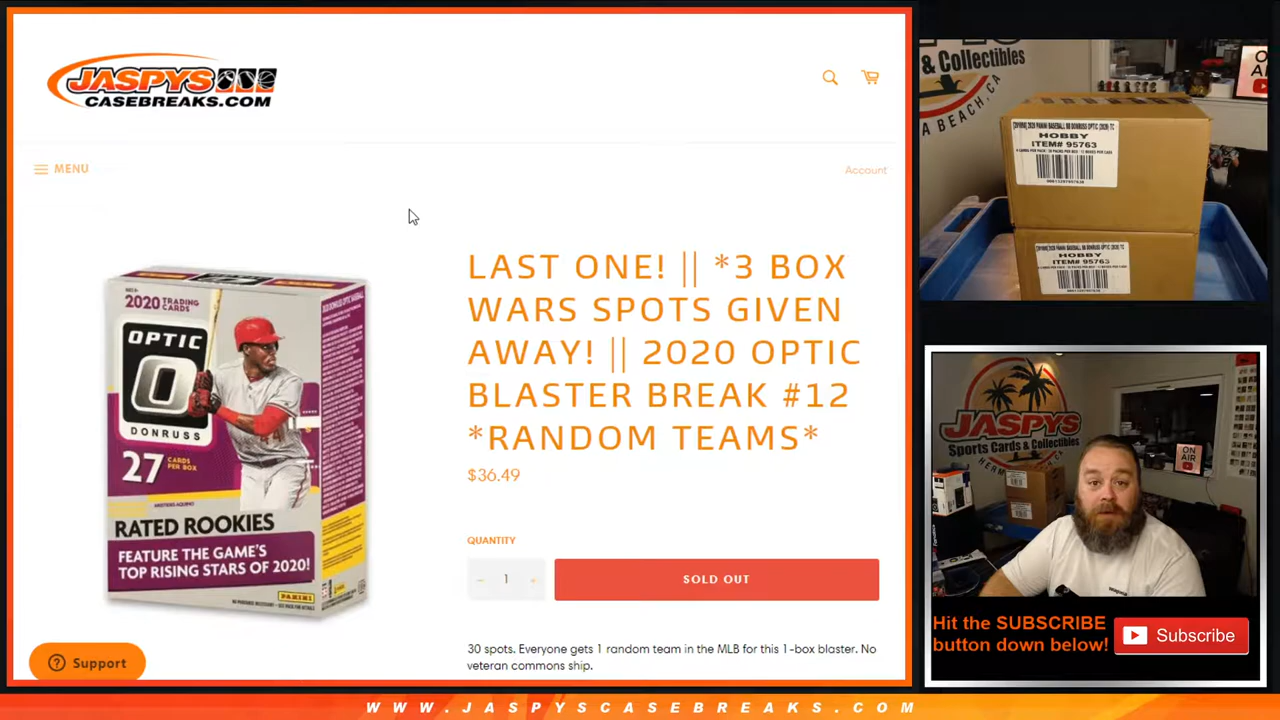 JASPYS
CASEBREAKS.COM
MENU
Account
2020 TRADING
CARDS
OPTIC
DONRUSS
27 CARDS
PER BOX
RATED ROOKIES
FEATURE THE GAME'S
TOP RISING STARS OF 2020!
PANINI
LAST ONE! || *3 BOX
WARS SPOTS GIVEN
AWAY! || 2020 OPTIC
BLASTER BREAK #12
*RANDOM TEAMS*
$36.49
QUANTITY
− 1 +
SOLD OUT
30 spots. Everyone gets 1 random team in the MLB for this 1-box blaster. No
veteran commons ship.
Support
& Collectibles
A BEACH, CA
ON
HOBBY
ITEM# 95763
HOBBY
ITEM# 95763
JASPYS
Sports Cards & Collectibles
ON
AIR
Hit the SUBSCRIBE
button down below!
Subscribe
WWW.JASPYSCASEBREAKS.COM